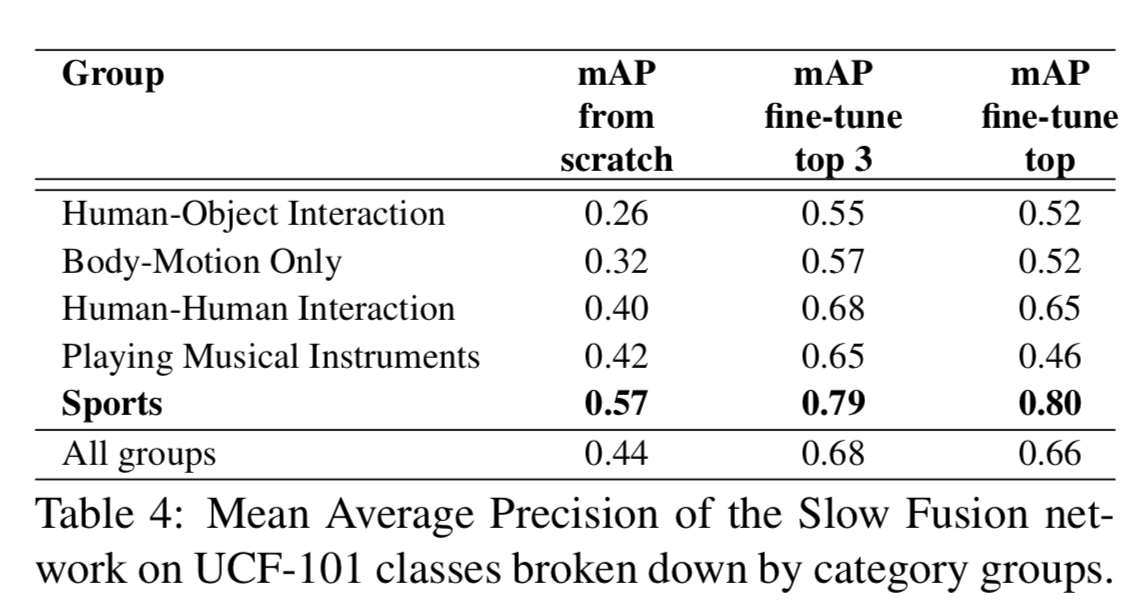 Group mAP from scratch mAP fine-tune top 3 mAP fine-tune top
Human-Object Interaction 0.26 0.55 0.52
Body-Motion Only 0.32 0.57 0.52
Human-Human Interaction 0.40 0.68 0.65
Playing Musical Instruments 0.42 0.65 0.46
Sports 0.57 0.79 0.80
All groups 0.44 0.68 0.66
Table 4: Mean Average Precision of the Slow Fusion net-
work on UCF-101 classes broken down by category groups.